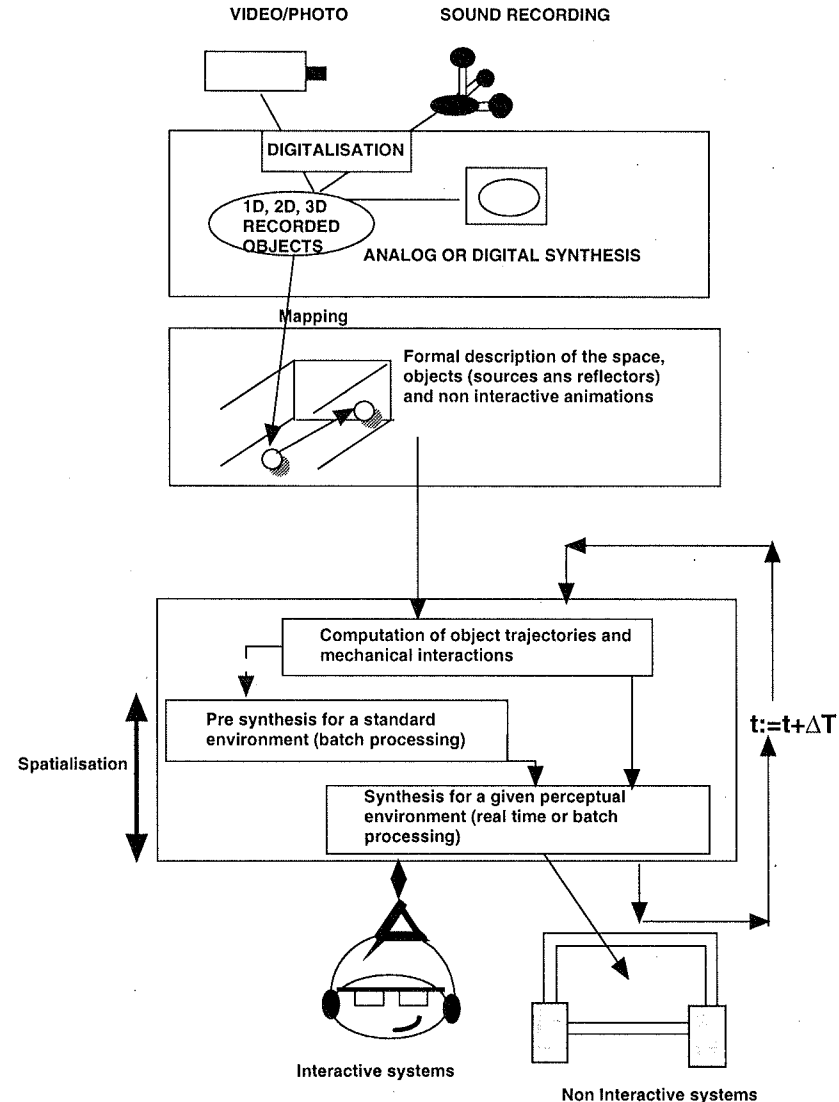 VIDEO/PHOTO
SOUND RECORDING
DIGITALISATION
1D, 2D, 3D
RECORDED
OBJECTS
ANALOG OR DIGITAL SYNTHESIS
Mapping
Formal description of the space,
objects (sources ans reflectors)
and non interactive animations
Computation of object trajectories and
mechanical interactions
Pre synthesis for a standard
environment (batch processing)
t:=t+ΔT
Spatialisation
Synthesis for a given perceptual
environment (real time or batch
processing)
Interactive systems
Non Interactive systems